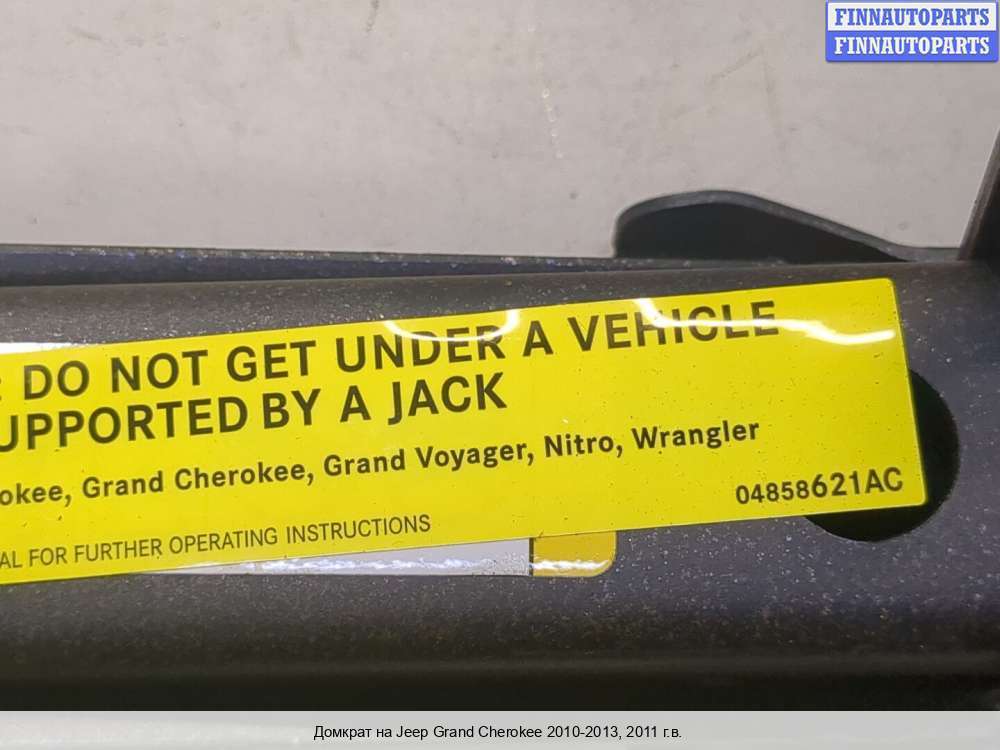 FINNAUTOPARTS
FINNAUTOPARTS
: DO NOT GET UNDER A VEHICLE
UPPORTED BY A JACK
okee, Grand Cherokee, Grand Voyager, Nitro, Wrangler
04858621AC
AL FOR FURTHER OPERATING INSTRUCTIONS
Домкрат на Jeep Grand Cherokee 2010-2013, 2011 г.в.